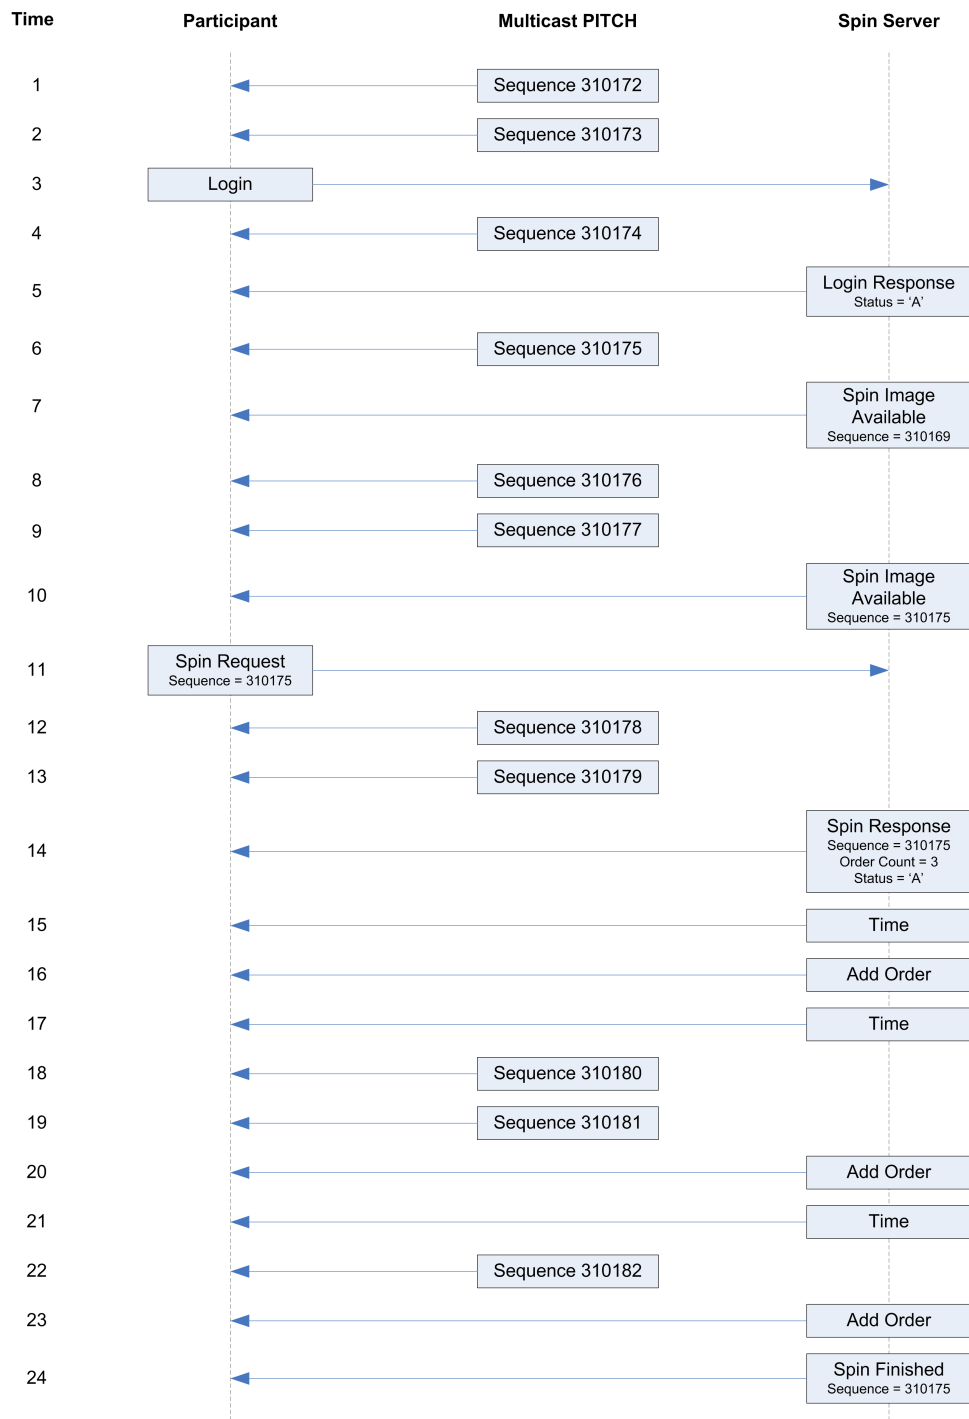 Time Participant Multicast PITCH Spin Server
1 Sequence 310172
2 Sequence 310173
3 Login
4 Sequence 310174
5 Login Response
Status = ‘A’
6 Sequence 310175
7 Spin Image
Available
Sequence = 310169
8 Sequence 310176
9 Sequence 310177
10 Spin Image
Available
Sequence = 310175
11 Spin Request
Sequence = 310175
12 Sequence 310178
13 Sequence 310179
14 Spin Response
Sequence = 310175
Order Count = 3
Status = ‘A’
15 Time
16 Add Order
17 Time
18 Sequence 310180
19 Sequence 310181
20 Add Order
21 Time
22 Sequence 310182
23 Add Order
24 Spin Finished
Sequence = 310175